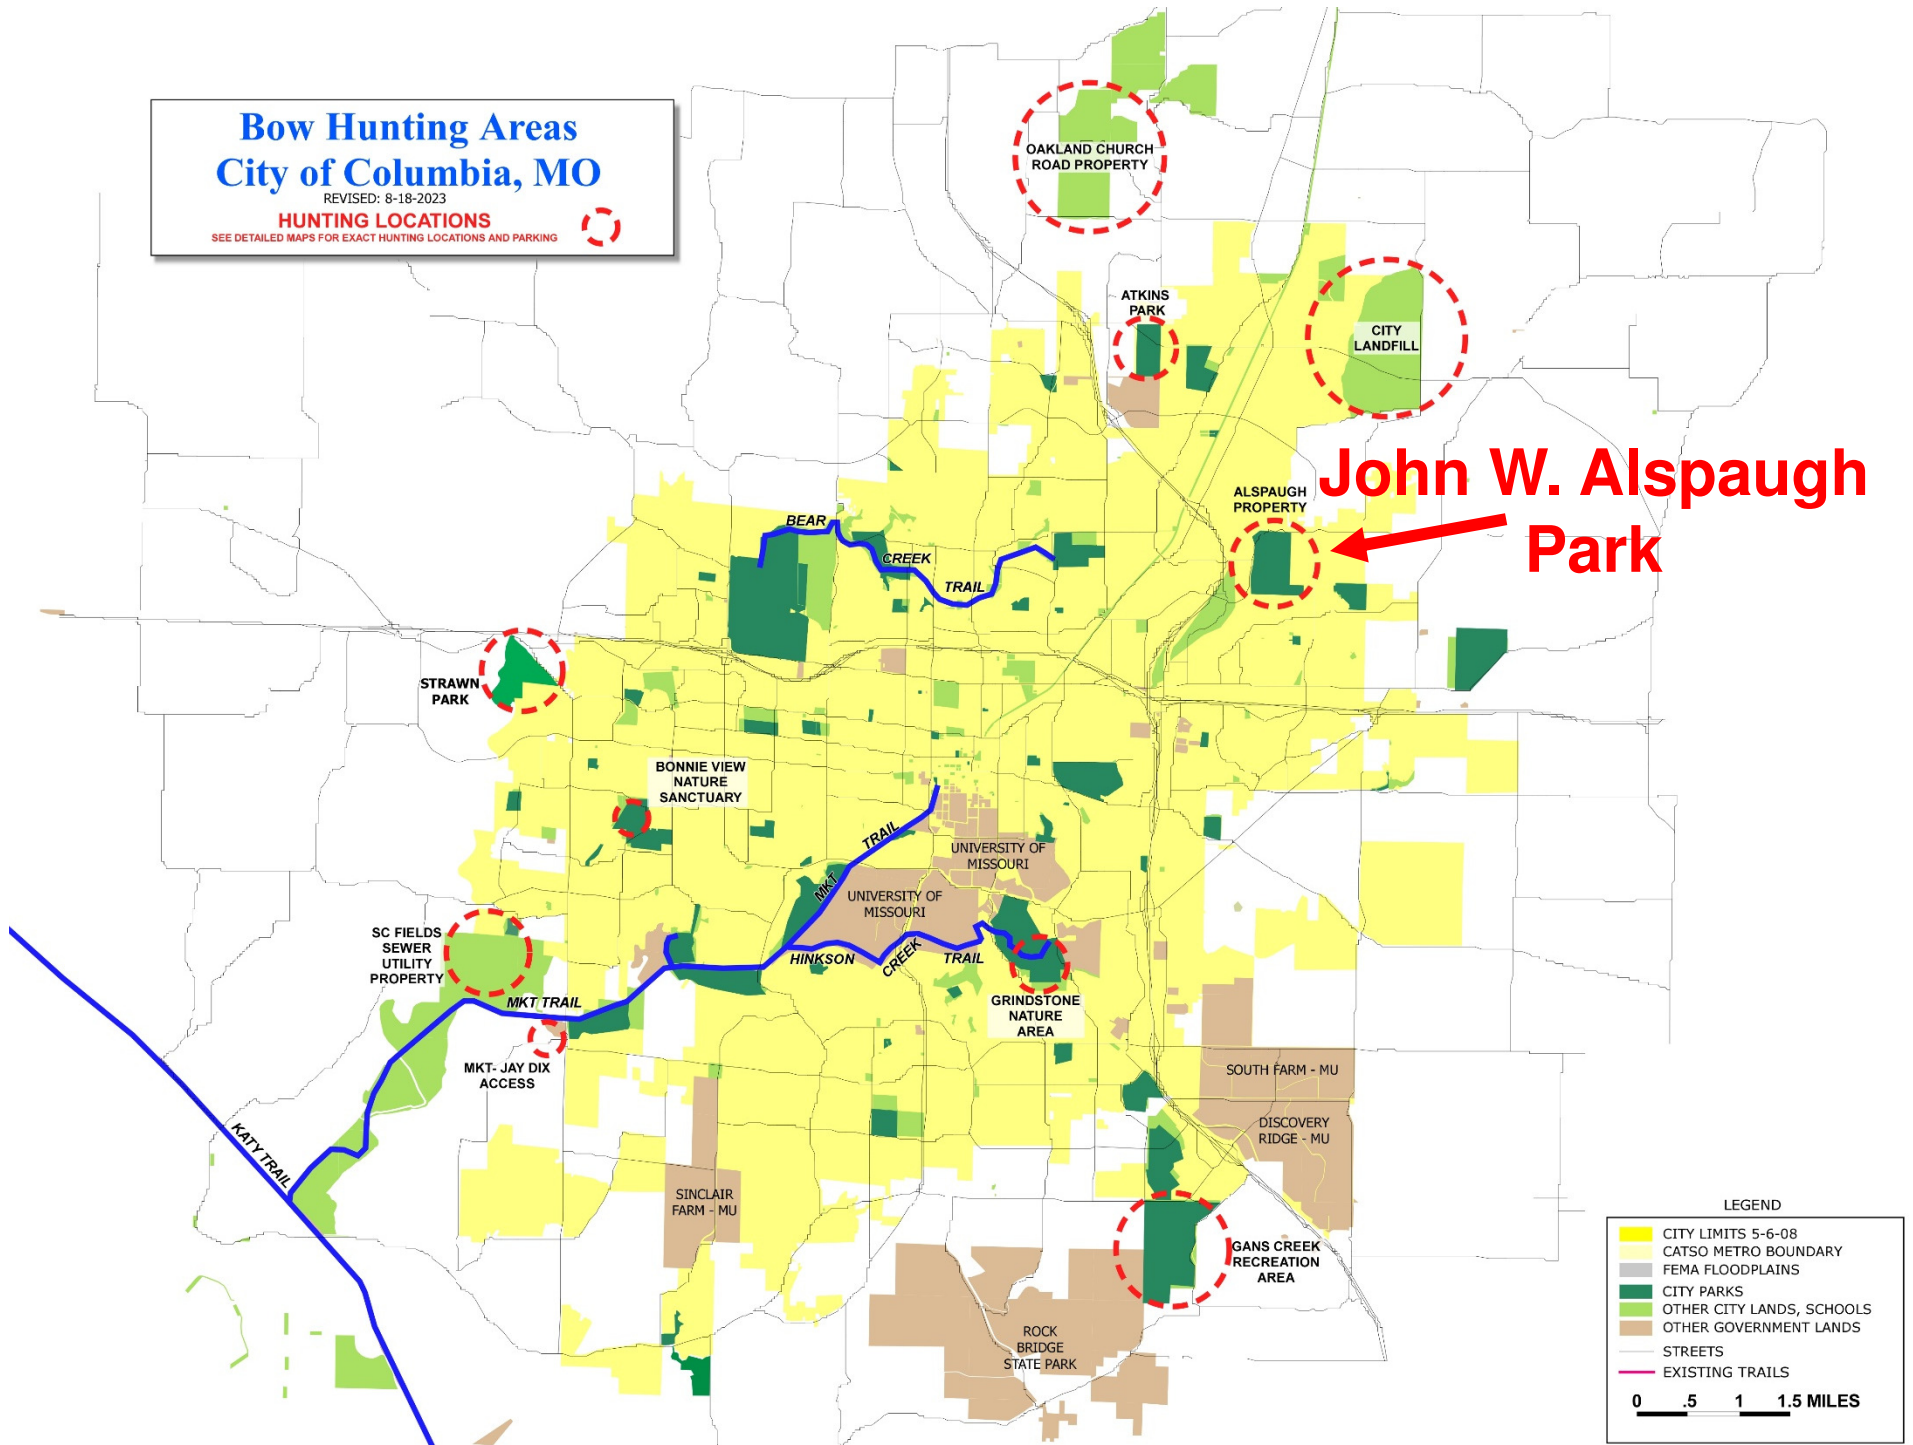 Bow Hunting Areas
City of Columbia, MO
REVISED: 8-18-2023
HUNTING LOCATIONS
SEE DETAILED MAPS FOR EXACT HUNTING LOCATIONS AND PARKING
OAKLAND CHURCH
ROAD PROPERTY
ATKINS
PARK
CITY
LANDFILL
John W. Alspaugh
Park
ALSPAUGH
PROPERTY
BEAR
CREEK
TRAIL
STRAWN
PARK
BONNIE VIEW
NATURE
SANCTUARY
TRAIL
MKT
UNIVERSITY OF
MISSOURI
UNIVERSITY OF
MISSOURI
SC FIELDS
SEWER
UTILITY
PROPERTY
HINKSON
CREEK
TRAIL
MKT TRAIL
GRINDSTONE
NATURE
AREA
MKT- JAY DIX
ACCESS
SOUTH FARM - MU
DISCOVERY
RIDGE - MU
KATY TRAIL
SINCLAIR
FARM - MU
GANS CREEK
RECREATION
AREA
ROCK
BRIDGE
STATE PARK
LEGEND
CITY LIMITS 5-6-08
CATSO METRO BOUNDARY
FEMA FLOODPLAINS
CITY PARKS
OTHER CITY LANDS, SCHOOLS
OTHER GOVERNMENT LANDS
STREETS
EXISTING TRAILS
0 .5 1 1.5 MILES